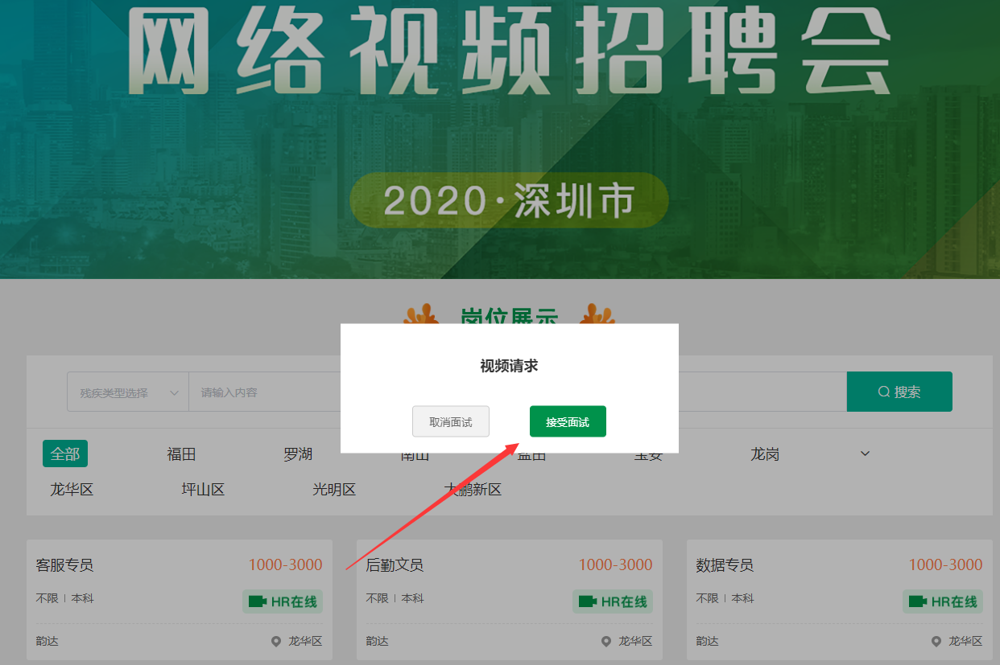 网络视频招聘会
2020·深圳市
岗位展示
视频请求
取消面试 接受面试
残疾类型选择 请输入内容 搜索
全部 福田 罗湖 南山 盐田 宝安 龙岗
龙华区 坪山区 光明区 大鹏新区
客服专员 1000-3000
不限 | 本科 HR在线
韵达 龙华区
后勤文员 1000-3000
不限 | 本科 HR在线
韵达 龙华区
数据专员 1000-3000
不限 | 本科 HR在线
韵达 龙华区